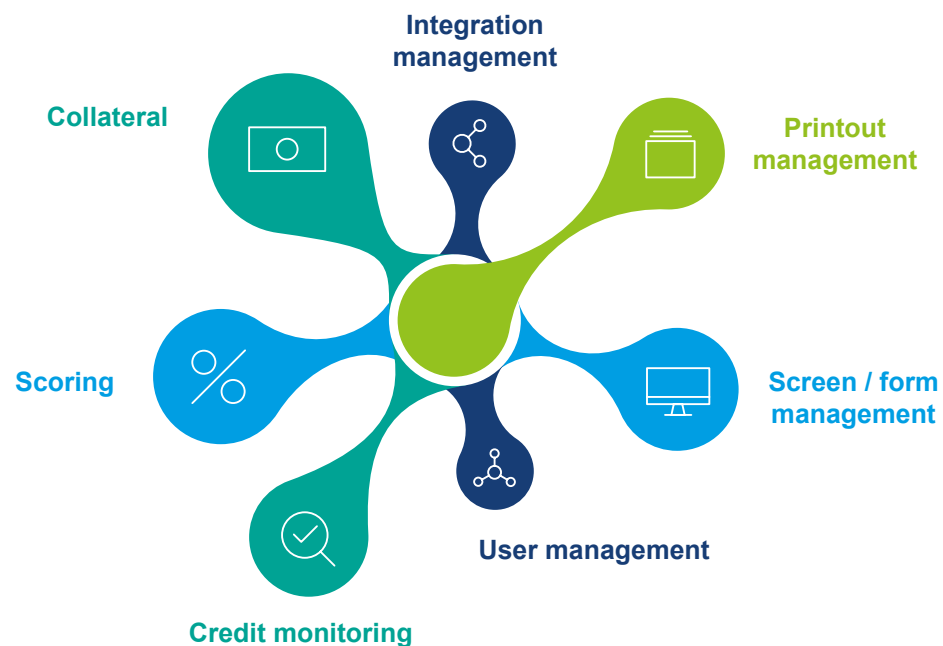 Integration
management
Collateral
Printout
management
Scoring
Screen / form
management
User management
Credit monitoring